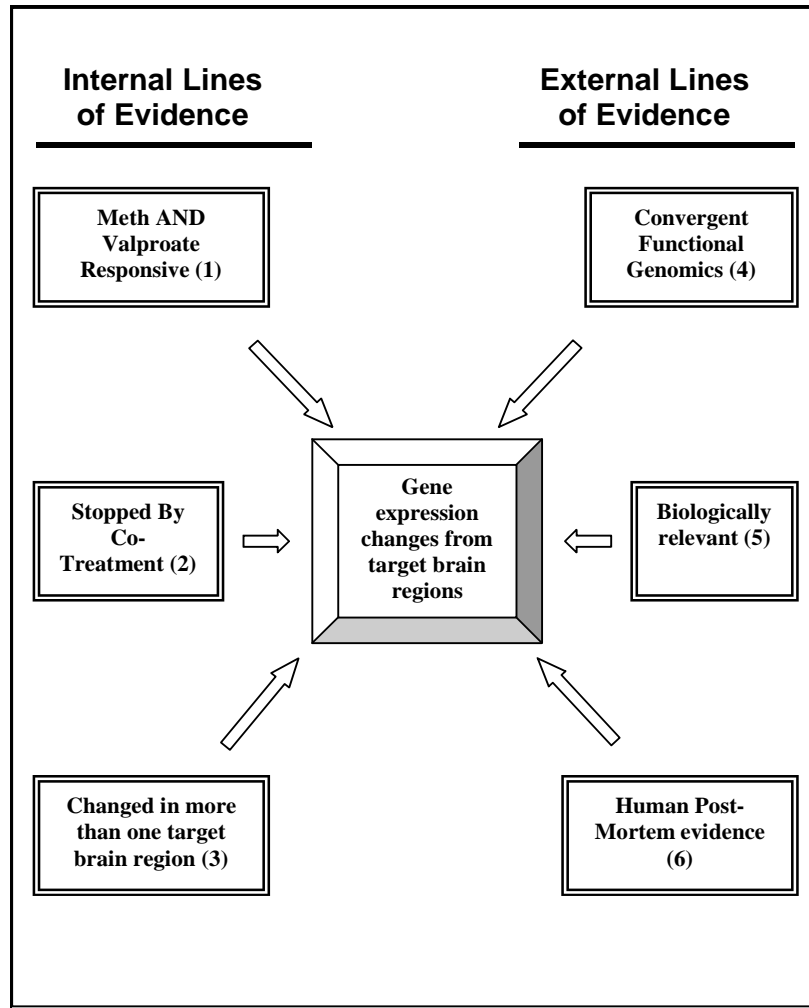 Internal Lines
of Evidence
External Lines
of Evidence
Meth AND
Valproate
Responsive (1)
Convergent
Functional
Genomics (4)
Stopped By
Co-
Treatment (2)
Gene
expression
changes from
target brain
regions
Biologically
relevant (5)
Changed in more
than one target
brain region (3)
Human Post-
Mortem evidence
(6)